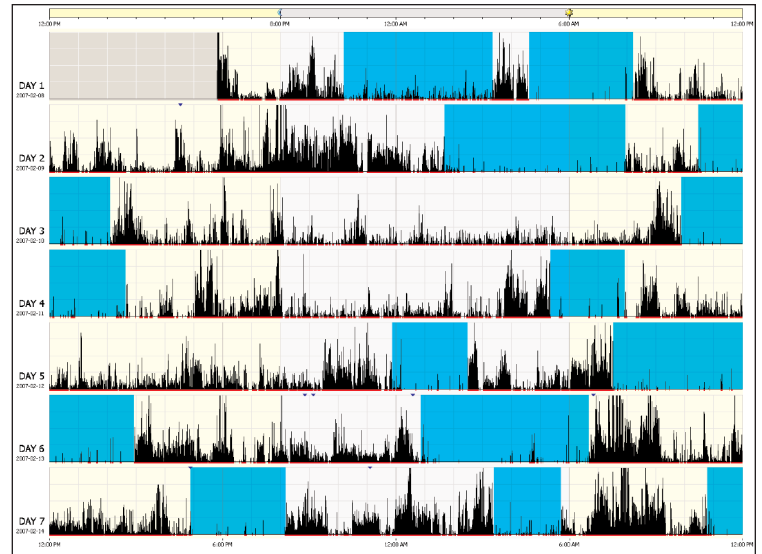 12:00 PM 8:00 PM 12:00 AM 6:00 AM 12:00 PM
DAY 1
2007-02-08
DAY 2
2007-02-09
DAY 3
2007-02-10
DAY 4
2007-02-11
DAY 5
2007-02-12
DAY 6
2007-02-13
DAY 7
2007-02-14
12:00 PM 6:00 PM 12:00 AM 6:00 AM 12:00 PM